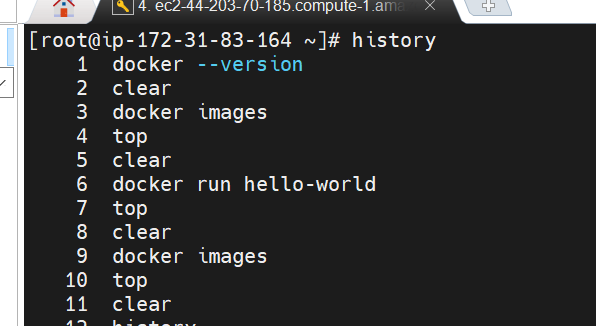 4. ec2-44-203-70-185.compute-1.ama
[root@ip-172-31-83-164 ~]# history
1 docker --version
2 clear
3 docker images
4 top
5 clear
6 docker run hello-world
7 top
8 clear
9 docker images
10 top
11 clear
12 history